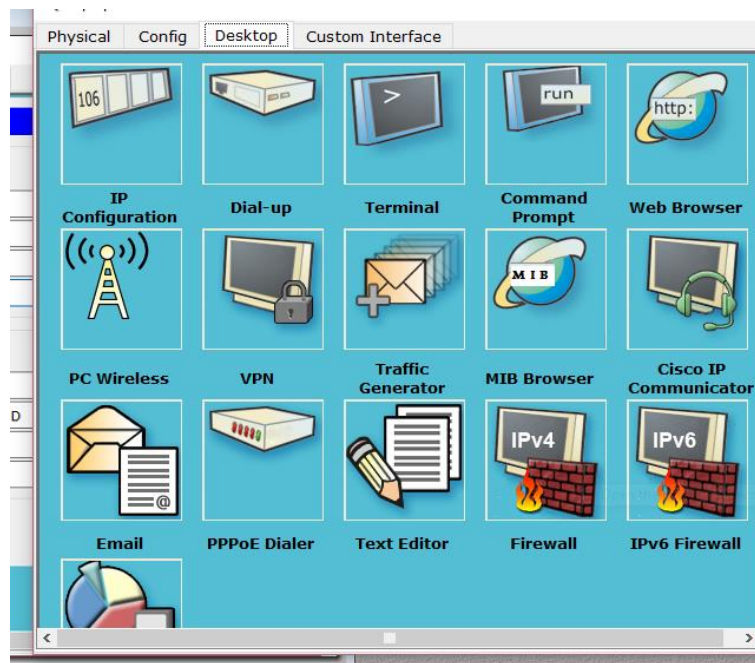 Physical Config Desktop Custom Interface
106
>
run
http:
IP
Configuration
Dial-up
Terminal
Command
Prompt
Web Browser
MIB
PC Wireless
VPN
Traffic
Generator
MIB Browser
Cisco IP
Communicator
D
@
IPv4
IPv6
Email
PPPoE Dialer
Text Editor
Firewall
IPv6 Firewall